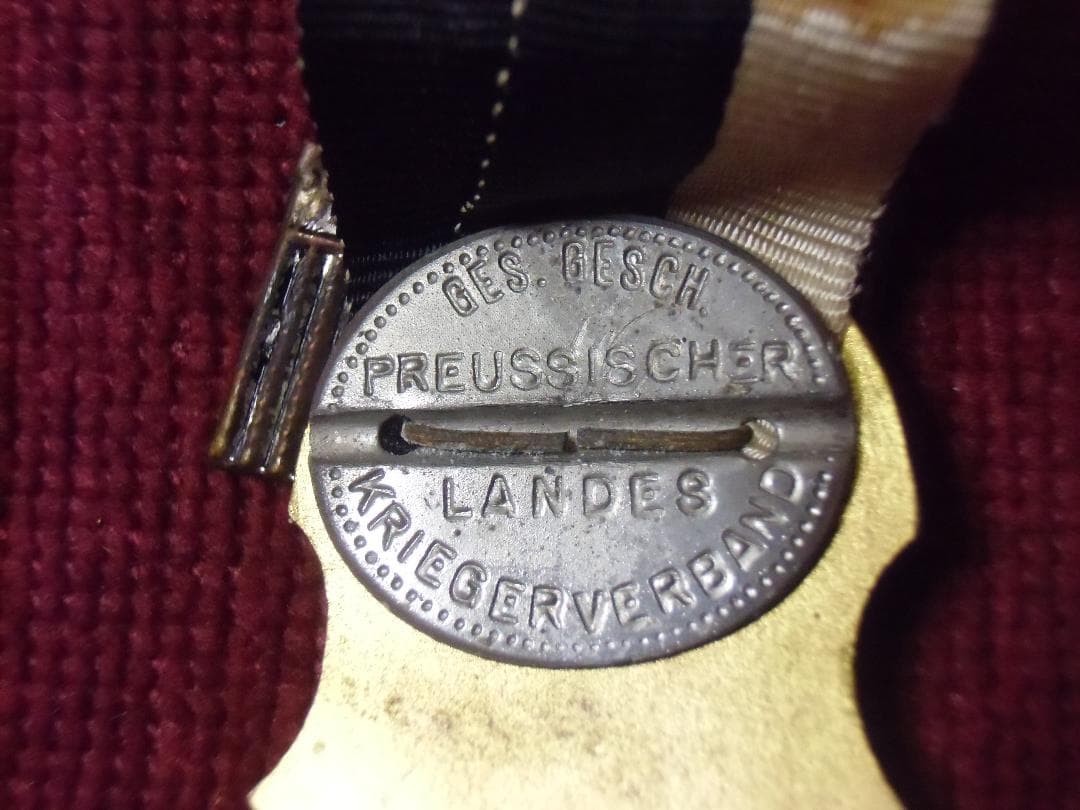 GES. GESCH.
PREUSSISCHER
LANDES
KRIEGERVERBAND